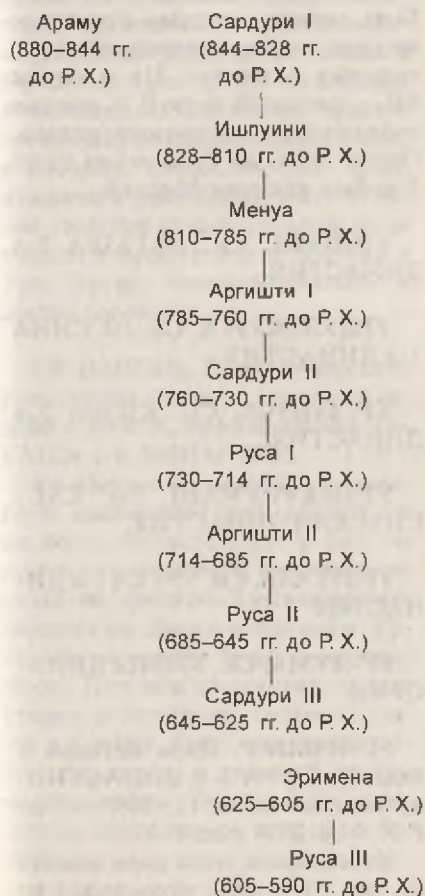 Араму Сардури I
(880–844 гг. (844–828 гг.
до Р. Х.) до Р. Х.)
Ишпуини
(828–810 гг. до Р. Х.)
Менуа
(810–785 гг. до Р. Х.)
Аргишти I
(785–760 гг. до Р. Х.)
Сардури II
(760–730 гг. до Р. Х.)
Руса I
(730–714 гг. до Р. Х.)
Аргишти II
(714–685 гг. до Р. Х.)
Руса II
(685–645 гг. до Р. Х.)
Сардури III
(645–625 гг. до Р. Х.)
Эримена
(625–605 гг. до Р. Х.)
Руса III
(605–590 гг. до Р. Х.)